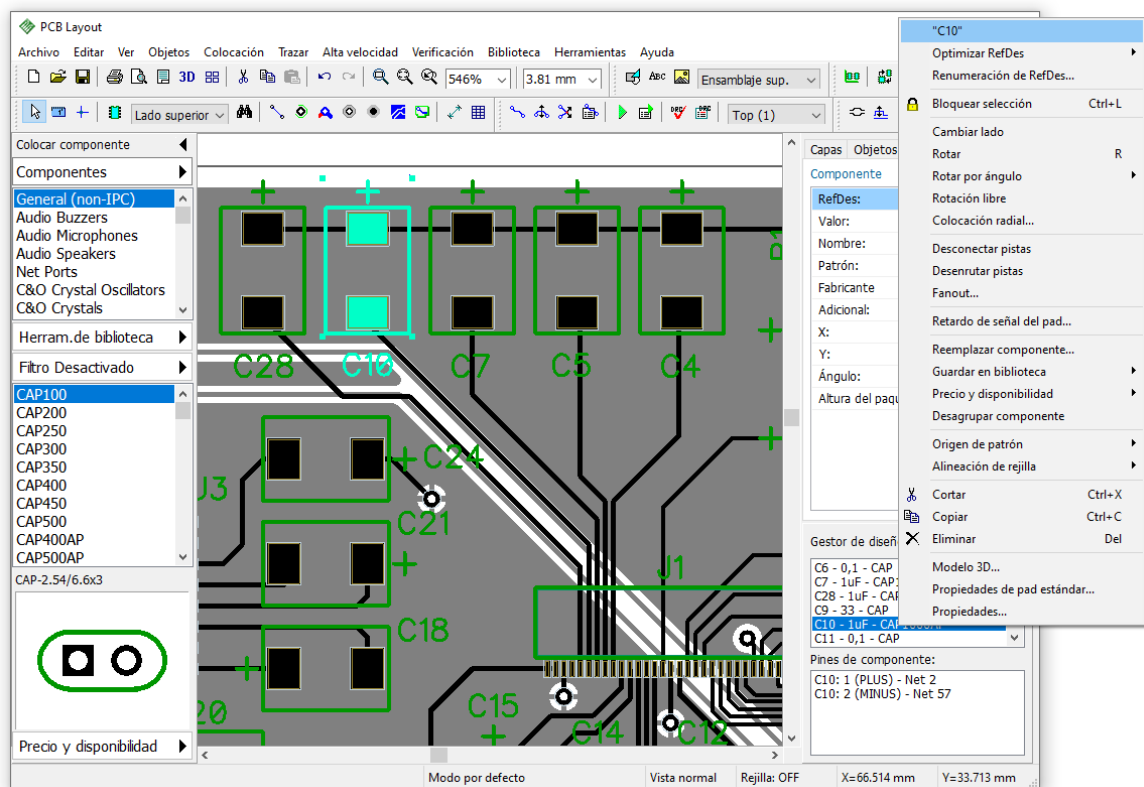 PCB Layout
Archivo Editar Ver Objetos Colocación Trazar Alta velocidad Verificación Biblioteca Herramientas Ayuda
3D 546% 3.81 mm ABC Ensamblaje sup.
Lado superior DRC Top (1)
Colocar componente
Componentes
General (non-IPC)
Audio Buzzers
Audio Microphones
Audio Speakers
Net Ports
C&O Crystal Oscillators
C&O Crystals
Herram.de biblioteca
Filtro Desactivado
CAP100
CAP200
CAP250
CAP300
CAP350
CAP400
CAP450
CAP500
CAP400AP
CAP500AP
CAP-2.54/6.6x3
Precio y disponibilidad
C28 C10 C7 C5 C4
C24
J3
C21
J1
C18
C15
20
C14 C12
Capas Objetos
Componente
RefDes:
Valor:
Nombre:
Patrón:
Fabricante
Adicional:
X:
Y:
Ángulo:
Altura del paqu
Gestor de diseñ
C6 - 0,1 - CAP
C7 - 1uF - CAP1
C28 - 1uF - CAP
C9 - 33 - CAP
C10 - 1uF - CAP1000AP
C11 - 0,1 - CAP
Pines de componente:
C10: 1 (PLUS) - Net 2
C10: 2 (MINUS) - Net 57
"C10"
Optimizar RefDes
Renumeración de RefDes...
Bloquear selección Ctrl+L
Cambiar lado
Rotar R
Rotar por ángulo
Rotación libre
Colocación radial...
Desconectar pistas
Desenrutar pistas
Fanout...
Retardo de señal del pad...
Reemplazar componente...
Guardar en biblioteca
Precio y disponibilidad
Desagrupar componente
Origen de patrón
Alineación de rejilla
Cortar Ctrl+X
Copiar Ctrl+C
Eliminar Del
Modelo 3D...
Propiedades de pad estándar...
Propiedades...
Modo por defecto Vista normal Rejilla: OFF X=66.514 mm Y=33.713 mm